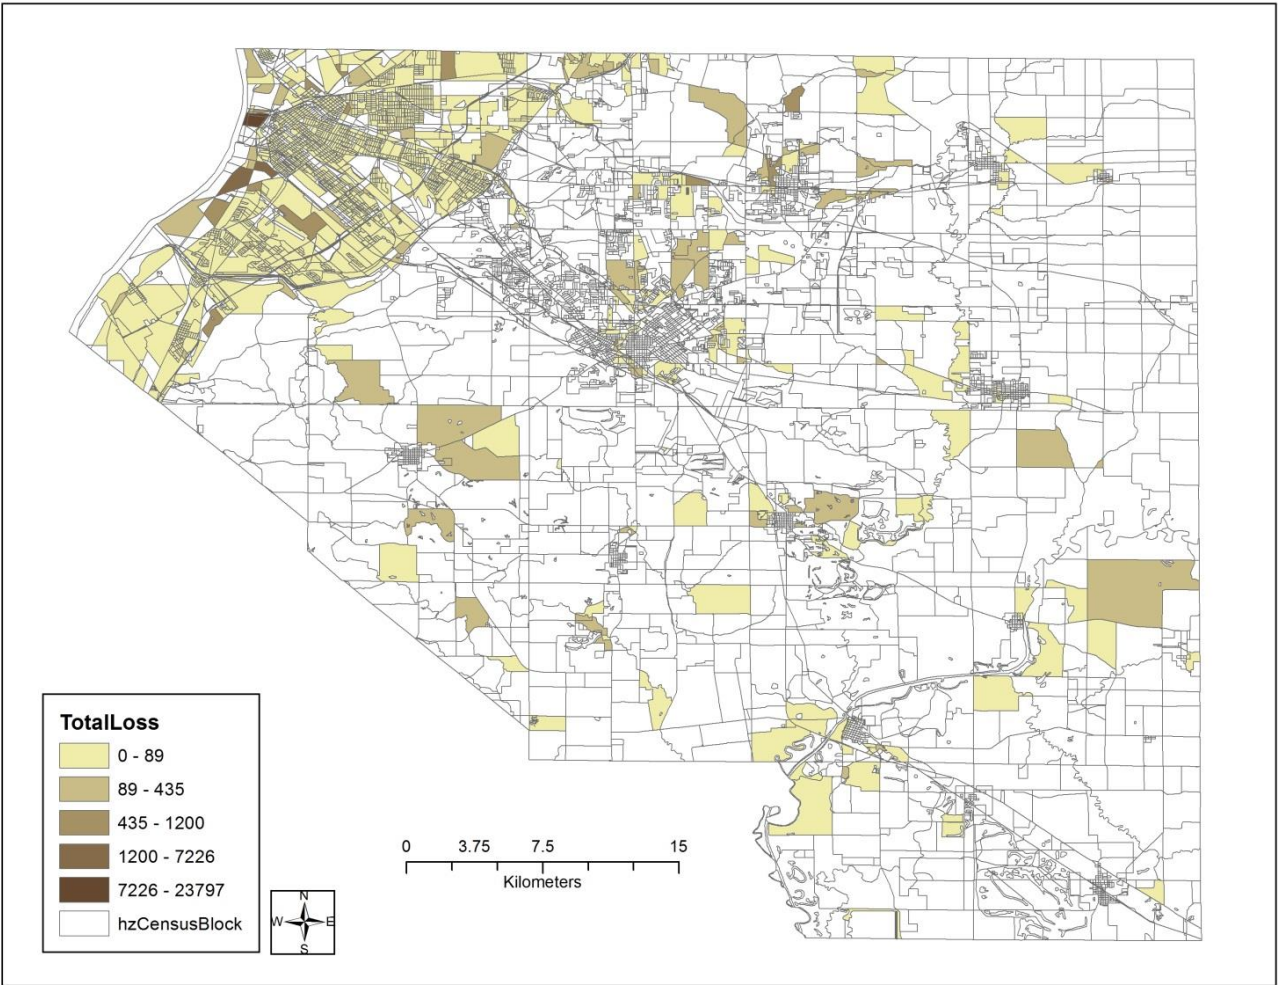 TotalLoss
0 - 89
89 - 435
435 - 1200
1200 - 7226
7226 - 23797
hzCensusBlock
N
W E
S
0 3.75 7.5 15
Kilometers